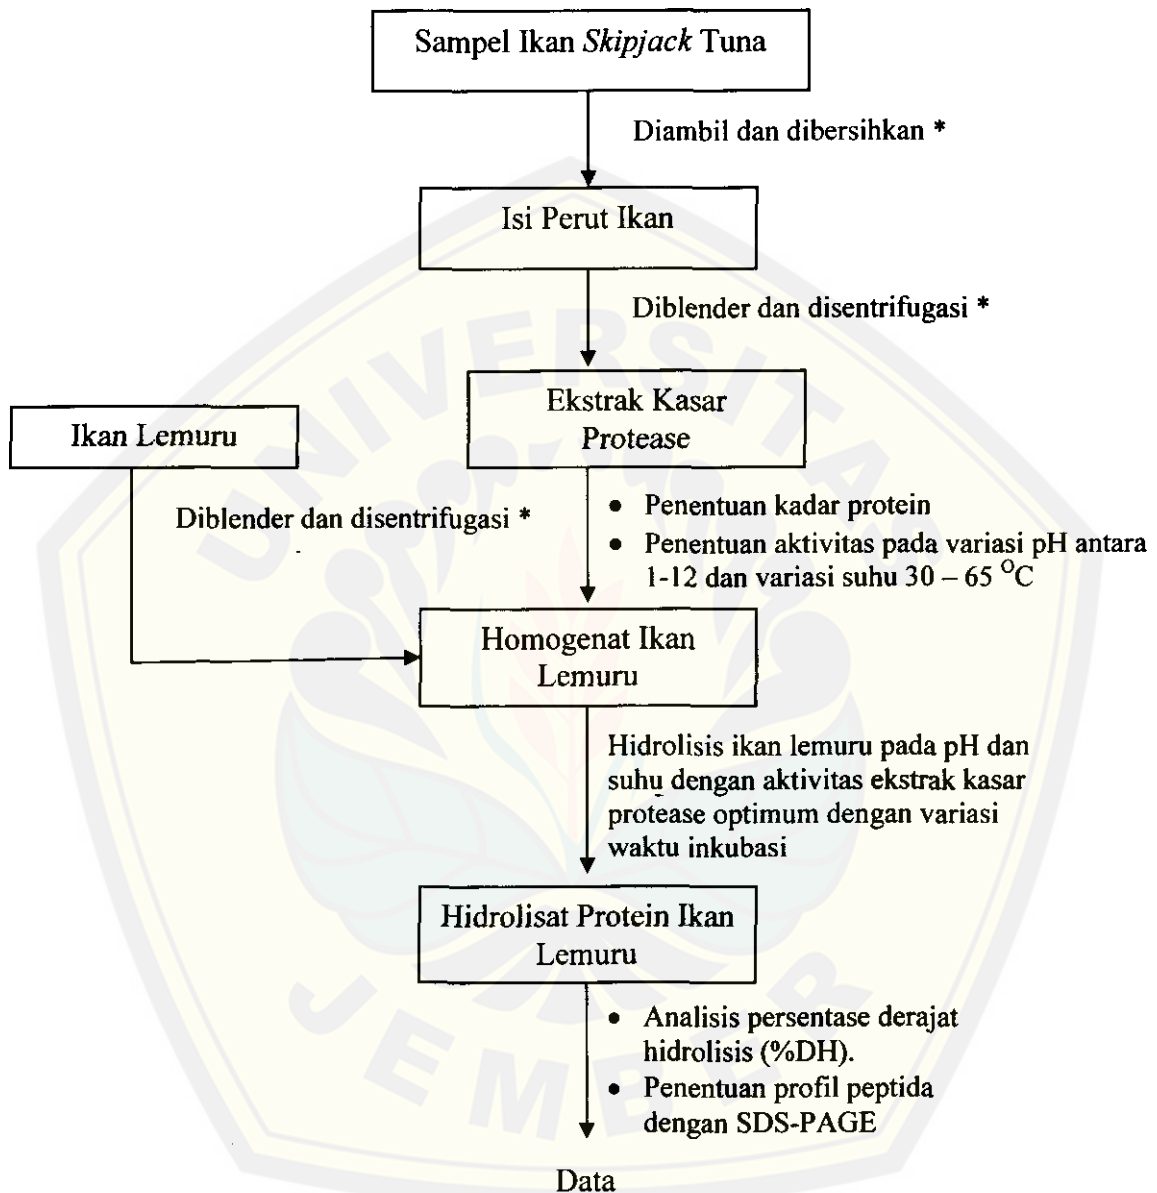 Sampel Ikan Skipjack Tuna
Diambil dan dibersihkan *
Isi Perut Ikan
Diblender dan disentrifugasi *
Ekstrak Kasar
Protease
Ikan Lemuru
Diblender dan disentrifugasi *
• Penentuan kadar protein
• Penentuan aktivitas pada variasi pH antara
1-12 dan variasi suhu 30 – 65 °C
Homogenat Ikan
Lemuru
Hidrolisis ikan lemuru pada pH dan
suhu dengan aktivitas ekstrak kasar
protease optimum dengan variasi
waktu inkubasi
Hidrolisat Protein Ikan
Lemuru
• Analisis persentase derajat
hidrolisis (%DH).
• Penentuan profil peptida
dengan SDS-PAGE
Data
UNIVERSITAS
JEMBER